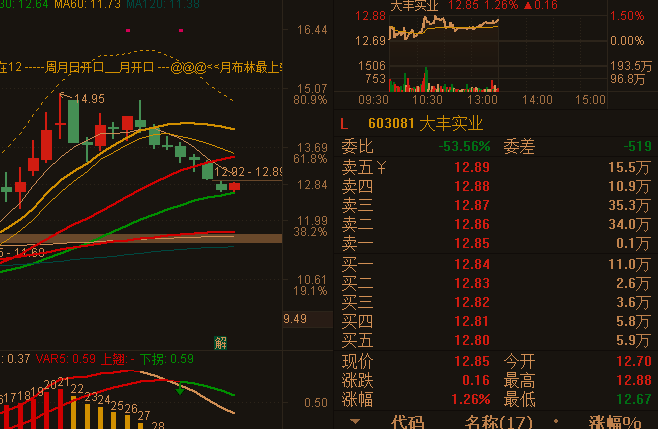 30: 12.64 MA60: 11.73 MA120: 11.38
16.44
在12 -----周月日开口__月开口 ---@@@<<月布林最上
15.07
80.9%
14.95
13.69
61.8%
12.92 - 12.89
12.84
11.99
38.2%
5 - 11.69
10.61
19.1%
9.49
解
: 0.37 VAR5: 0.59 上翘: - 下拐: 0.59
16 17 18 19 20 21 22 23 24 25 26 27 28
0.50
大丰实业 12.85 1.26% ▲0.16
12.88 1.50%
12.69 0.00%
1506 193.5万
753 96.8万
09:30 10:30 13:00 14:00 15:00
L 603081 大丰实业
委比 -53.56% 委差 -519
卖五¥ 12.89 15.5万
卖四 12.88 10.9万
卖三 12.87 35.3万
卖二 12.86 34.0万
卖一 12.85 0.1万
买一 12.84 11.0万
买二 12.83 2.6万
买三 12.82 3.6万
买四 12.81 5.8万
买五 12.80 5.9万
现价 12.85 今开 12.70
涨跌 0.16 最高 12.88
涨幅 1.26% 最低 12.67
代码 名称(17) · 涨幅%